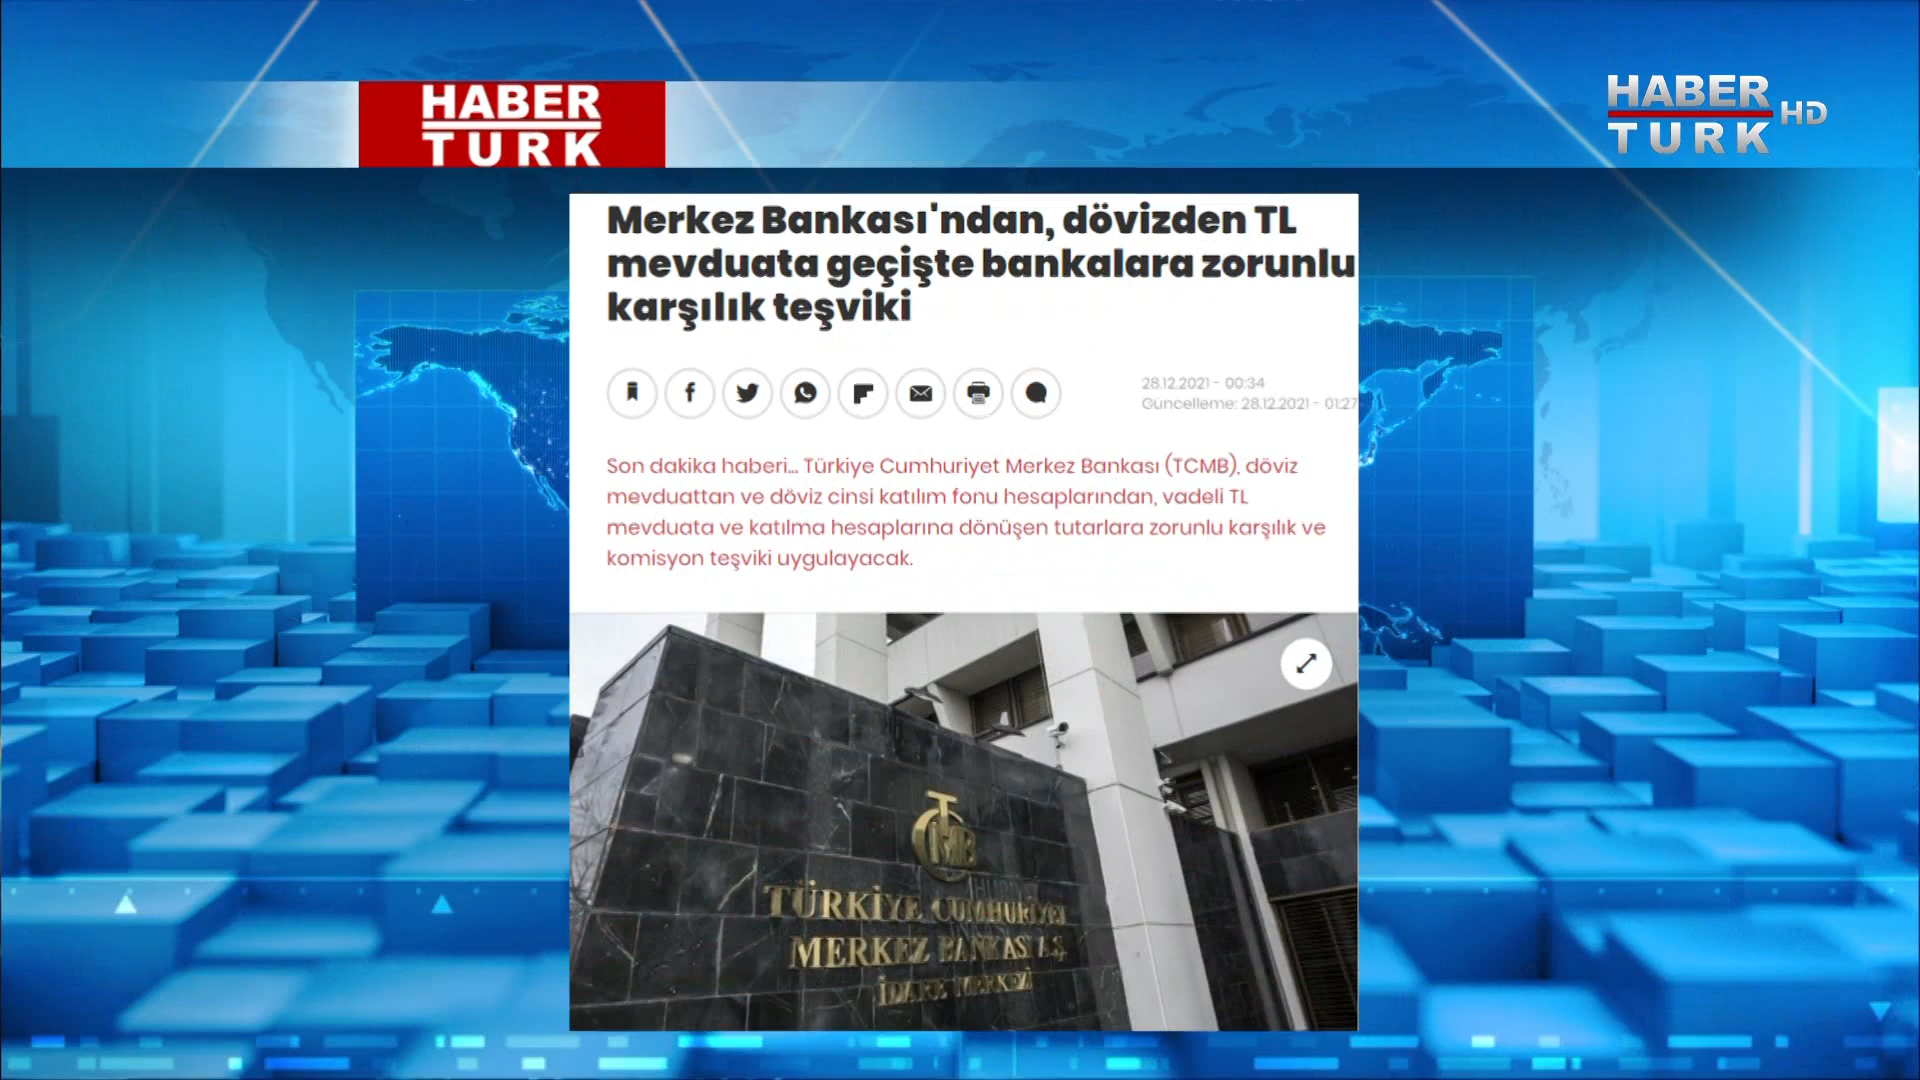 HABER
TURK
HABER
TURK HD
Merkez Bankası'ndan, dövizden TL
mevduata geçişte bankalara zorunlu
karşılık teşviki
28.12.2021 - 00:34
Güncelleme: 28.12.2021 - 01:27
Son dakika haberi... Türkiye Cumhuriyet Merkez Bankası (TCMB), döviz
mevduattan ve döviz cinsi katılım fonu hesaplarından, vadeli TL
mevduata ve katılma hesaplarına dönüşen tutarlara zorunlu karşılık ve
komisyon teşviki uygulayacak.
TCMB
TÜRKİYE CUMHURİYET
MERKEZ BANKASI A.Ş.
İDARE MERKEZİ